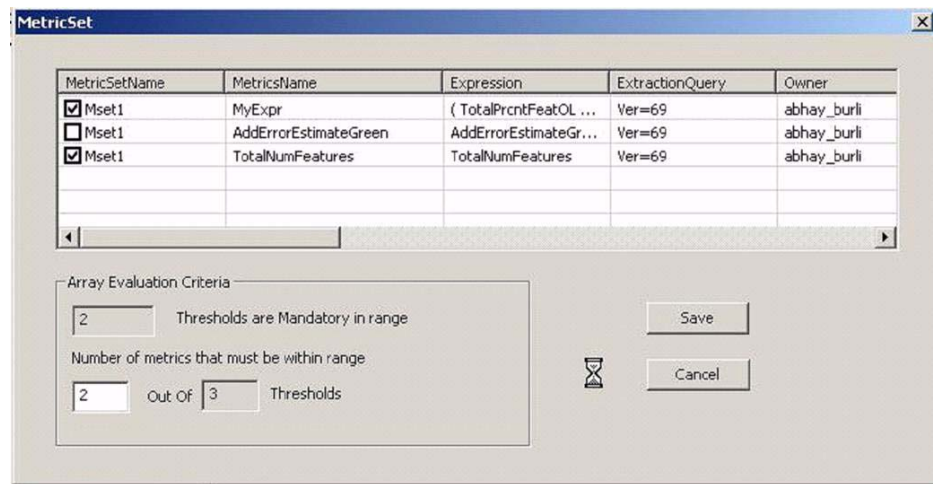 MetricSet
MetricSetName MetricsName Expression ExtractionQuery Owner
Mset1 MyExpr ( TotalPrcntFeatOL ... Ver=69 abhay_burli
Mset1 AddErrorEstimateGreen AddErrorEstimateGr... Ver=69 abhay_burli
Mset1 TotalNumFeatures TotalNumFeatures Ver=69 abhay_burli
Array Evaluation Criteria
2 Thresholds are Mandatory in range
Number of metrics that must be within range
2 Out Of 3 Thresholds
Save
Cancel